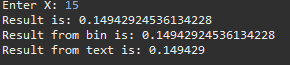 Enter X: 15
Result is: 0.14942924536134228
Result from bin is: 0.14942924536134228
Result from text is: 0.149429